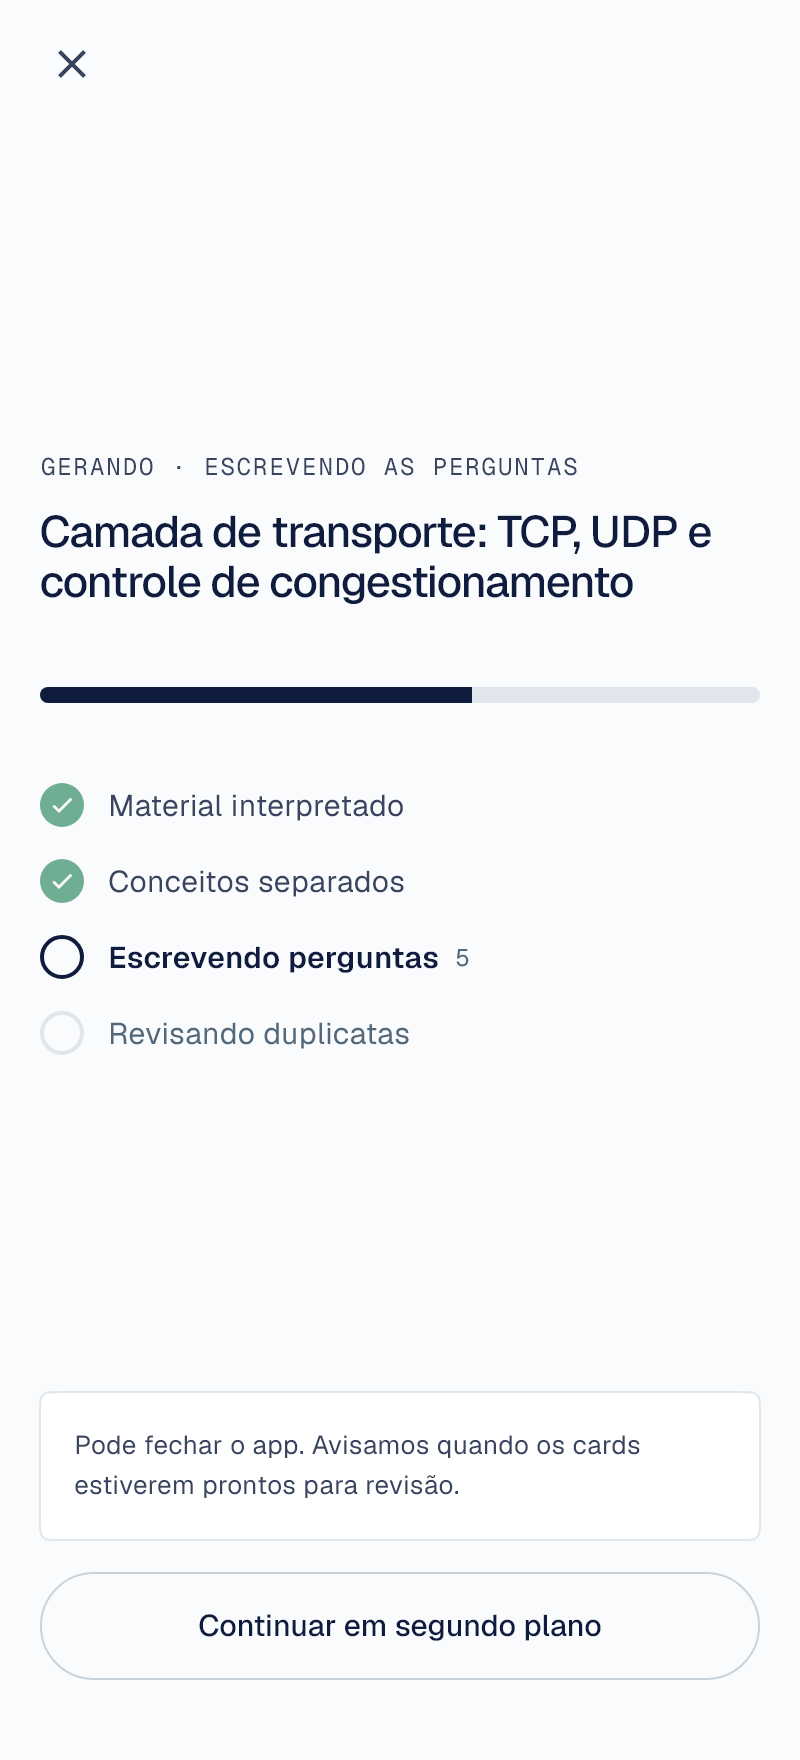 GERANDO · ESCREVENDO AS PERGUNTAS
Camada de transporte: TCP, UDP e
controle de congestionamento
Material interpretado
Conceitos separados
Escrevendo perguntas 5
Revisando duplicatas
Pode fechar o app. Avisamos quando os cards
estiverem prontos para revisão.
Continuar em segundo plano